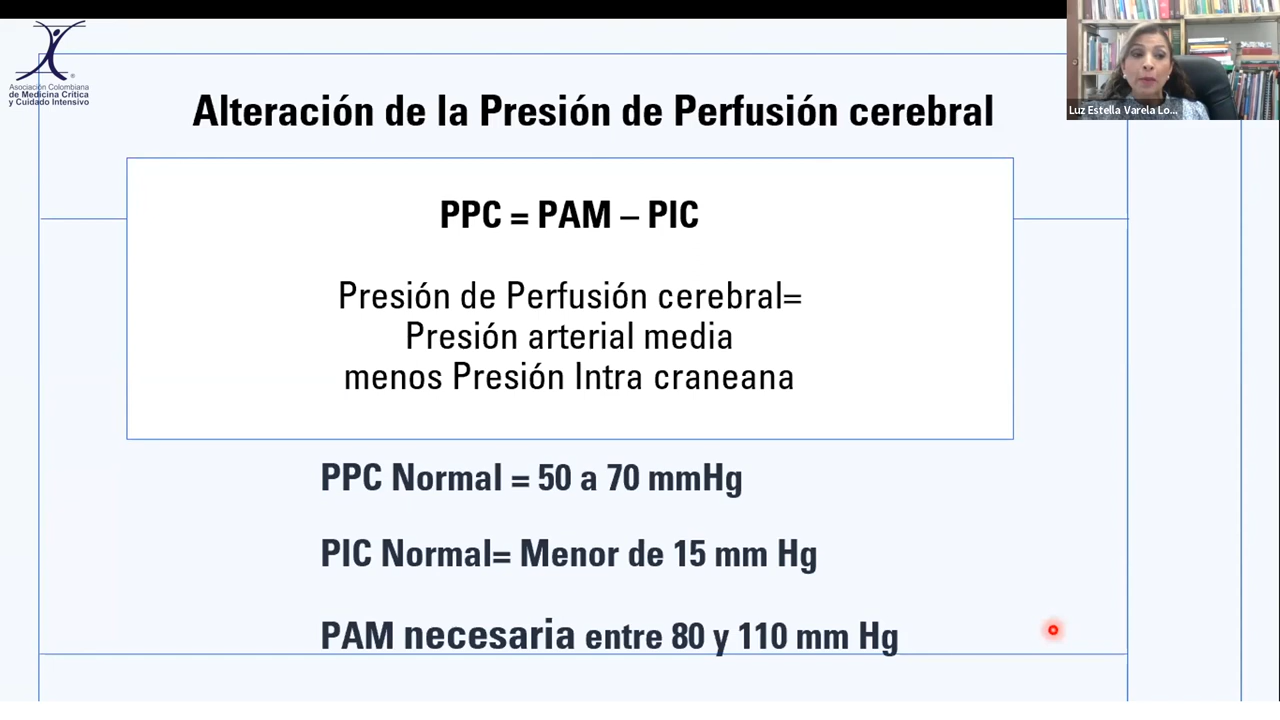 Asociación Colombiana
de Medicina Crítica
y Cuidado Intensivo
Alteración de la Presión de Perfusión cerebral
Luz Estella Varela Lo...
PPC = PAM – PIC
Presión de Perfusión cerebral=
Presión arterial media
menos Presión Intra craneana
PPC Normal = 50 a 70 mmHg
PIC Normal= Menor de 15 mm Hg
PAM necesaria entre 80 y 110 mm Hg